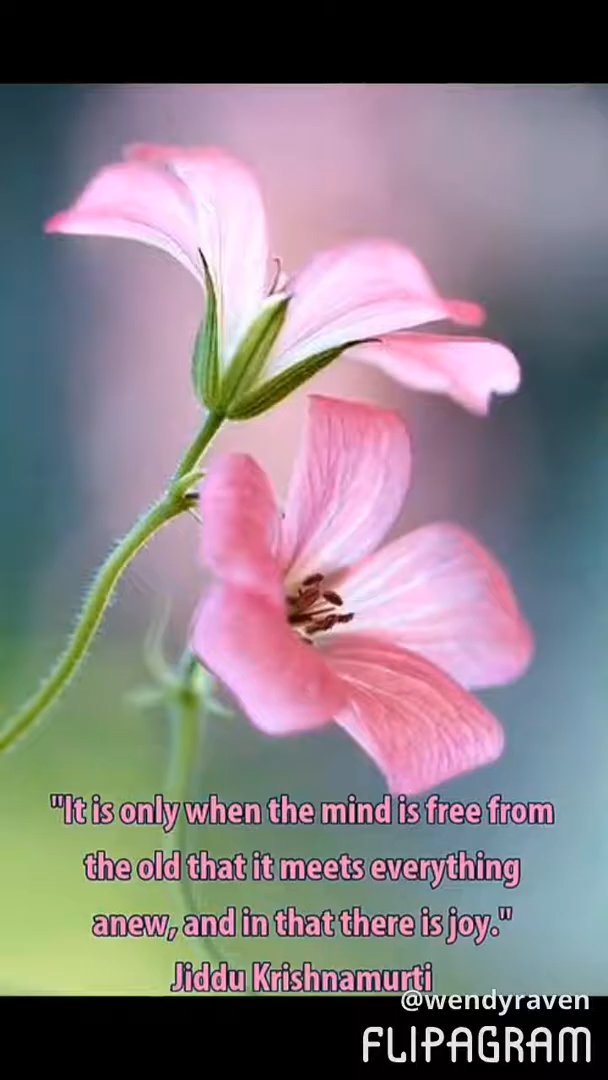 "It is only when the mind is free from
the old that it meets everything
anew, and in that there is joy."
Jiddu Krishnamurti
@wendyraven
FLIPAGRAM